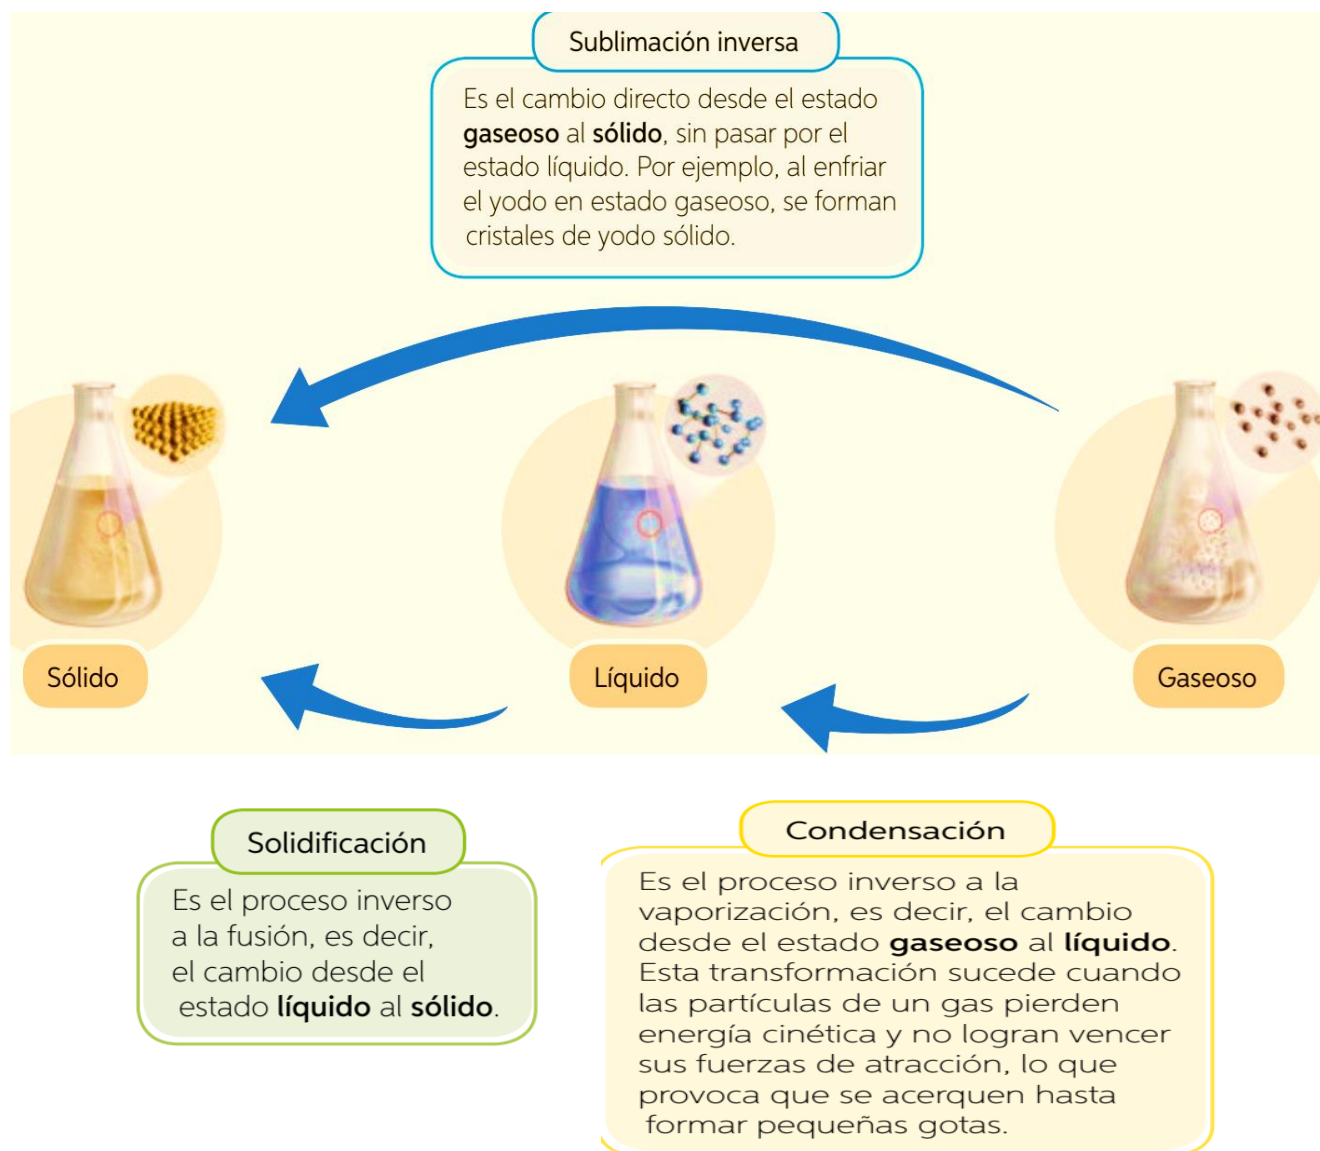 Sublimación inversa
Es el cambio directo desde el estado
gaseoso al sólido, sin pasar por el
estado líquido. Por ejemplo, al enfriar
el yodo en estado gaseoso, se forman
cristales de yodo sólido.
Sólido
Líquido
Gaseoso
Solidificación
Es el proceso inverso
a la fusión, es decir,
el cambio desde el
estado líquido al sólido.
Condensación
Es el proceso inverso a la
vaporización, es decir, el cambio
desde el estado gaseoso al líquido.
Esta transformación sucede cuando
las partículas de un gas pierden
energía cinética y no logran vencer
sus fuerzas de atracción, lo que
provoca que se acerquen hasta
formar pequeñas gotas.